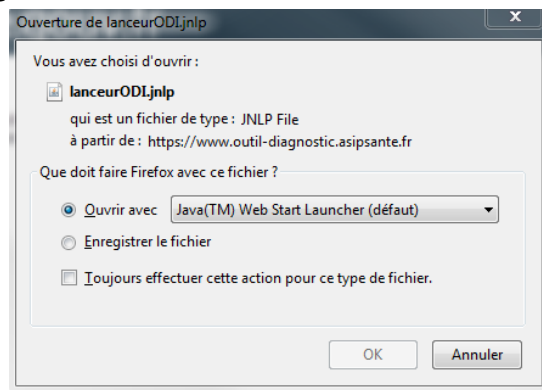 Ouverture de lanceurODI.jnlp
x
Vous avez choisi d'ouvrir :
lanceurODI.jnlp
qui est un fichier de type : JNLP File
à partir de : https://www.outil-diagnostic.asipsante.fr
Que doit faire Firefox avec ce fichier ?
Ouvrir avec Java(TM) Web Start Launcher (défaut)
Enregistrer le fichier
Toujours effectuer cette action pour ce type de fichier.
OK Annuler